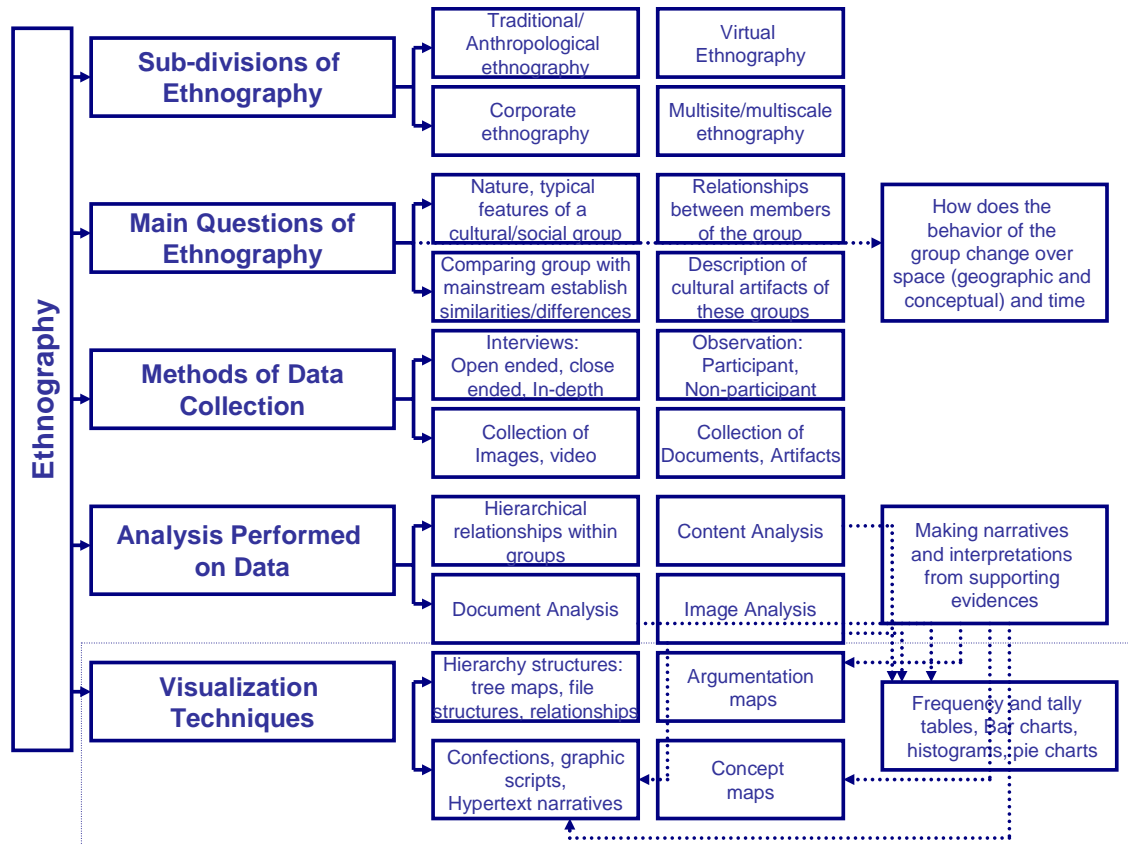 Ethnography
Sub-divisions of
Ethnography
Traditional/
Anthropological
ethnography
Virtual
Ethnography
Corporate
ethnography
Multisite/multiscale
ethnography
Main Questions of
Ethnography
Nature, typical
features of a
cultural/social group
Relationships
between members
of the group
Comparing group with
mainstream establish
similarities/differences
Description of
cultural artifacts of
these groups
How does the
behavior of the
group change over
space (geographic and
conceptual) and time
Methods of Data
Collection
Interviews:
Open ended, close
ended, In-depth
Observation:
Participant,
Non-participant
Collection of
Images, video
Collection of
Documents, Artifacts
Analysis Performed
on Data
Hierarchical
relationships within
groups
Content Analysis
Document Analysis
Image Analysis
Making narratives
and interpretations
from supporting
evidences
Visualization
Techniques
Hierarchy structures:
tree maps, file
structures, relationships
Argumentation
maps
Confections, graphic
scripts,
Hypertext narratives
Concept
maps
Frequency and tally
tables, Bar charts,
histograms, pie charts